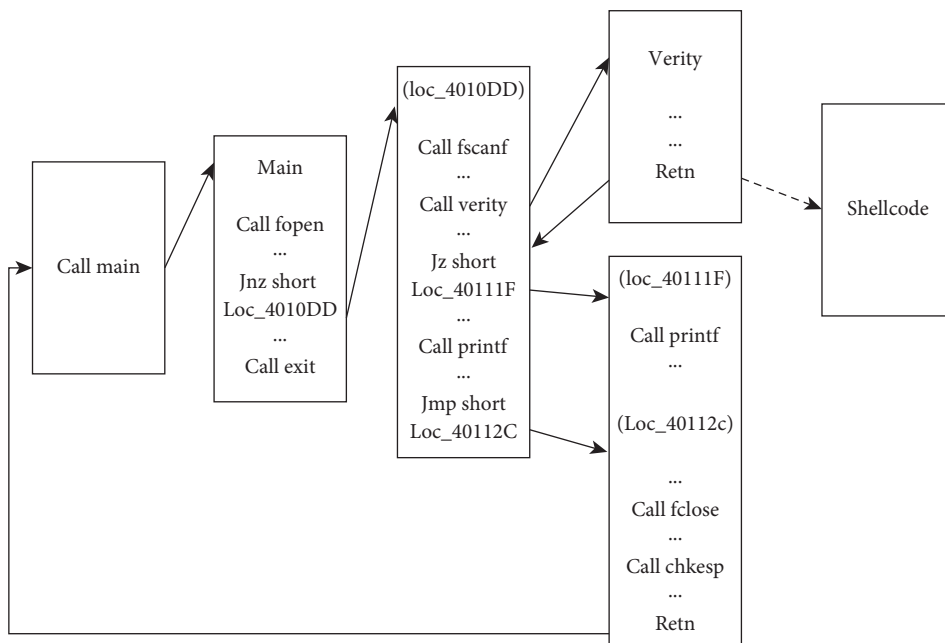 Call main
Main
Call fopen
...
Jnz short
Loc_4010DD
...
Call exit
(loc_4010DD)
Call fscanf
...
Call verity
...
Jz short
Loc_40111F
...
Call printf
...
Jmp short
Loc_40112C
Verity
...
...
Retn
(loc_40111F)
Call printf
...
(Loc_40112c)
...
Call fclose
...
Call chkesp
...
Retn
Shellcode